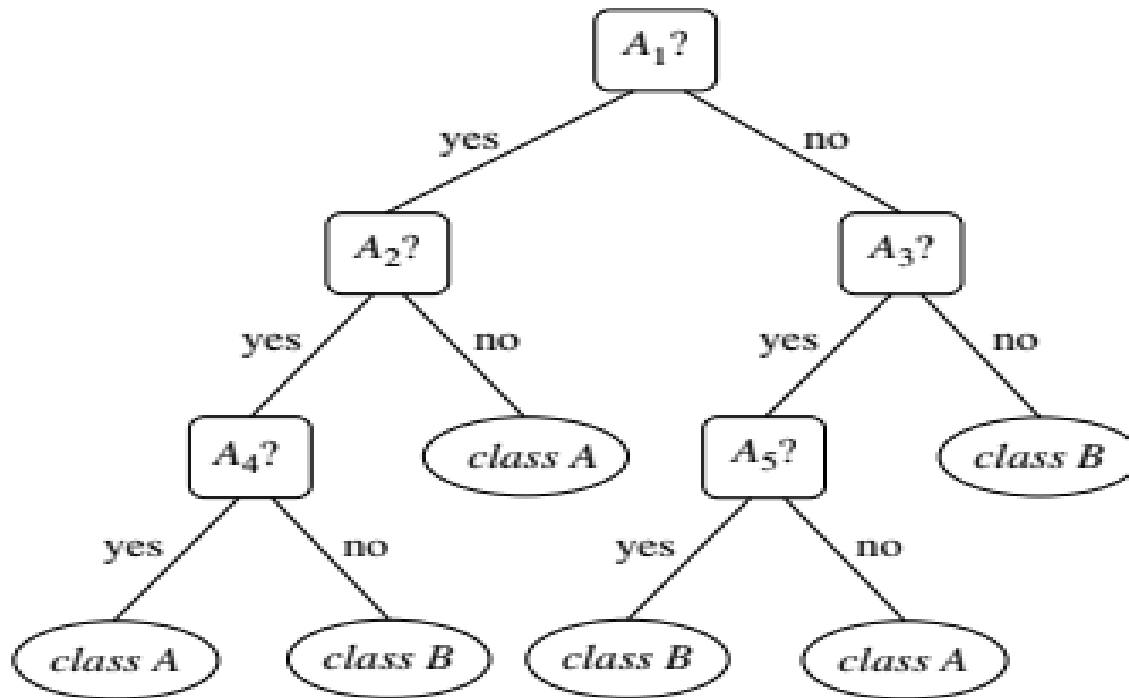 A₁?
yes no
A₂? A₃?
yes no yes no
A₄? class A A₅? class B
yes no yes no
class A class B class B class A